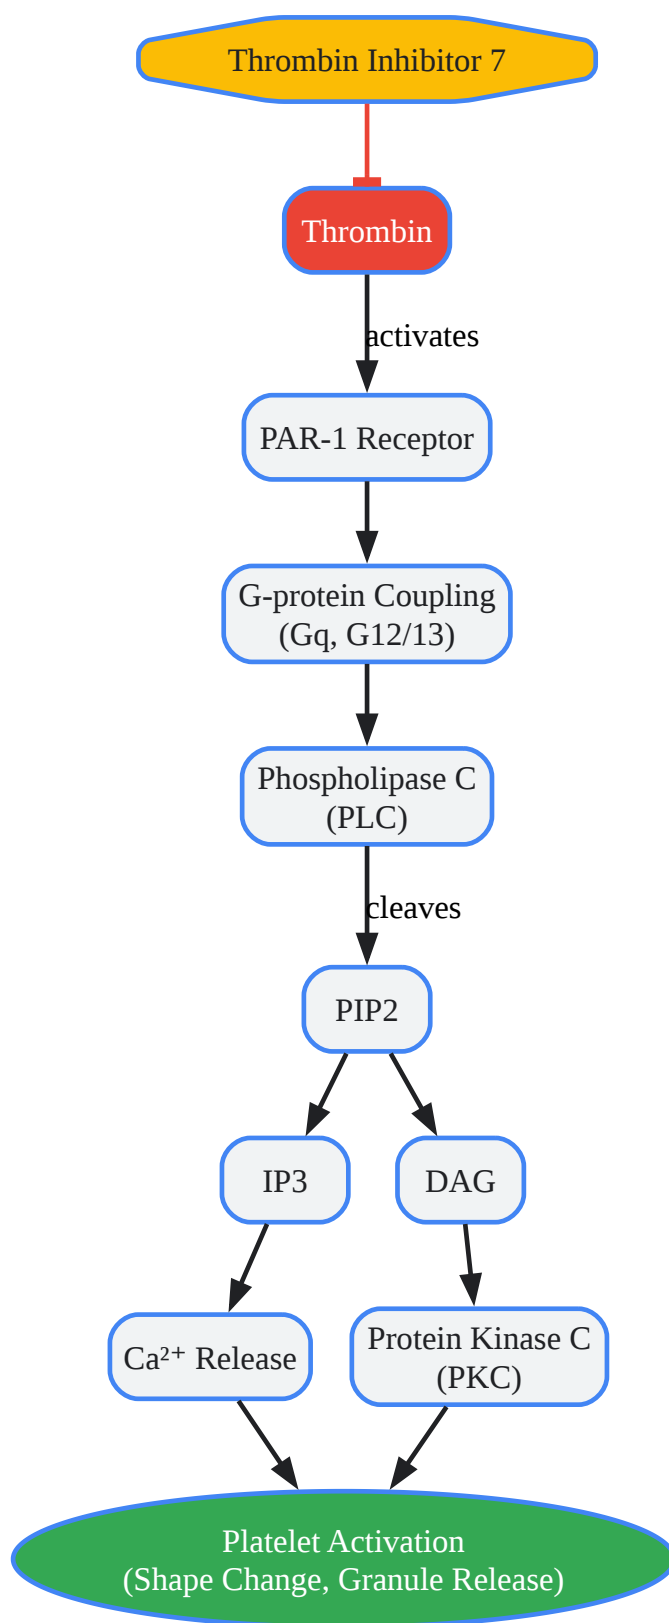 Thrombin Inhibitor 7
Thrombin
activates
PAR-1 Receptor
G-protein Coupling
(Gq, G12/13)
Phospholipase C
(PLC)
cleaves
PIP2
IP3
DAG
Ca²⁺ Release
Protein Kinase C
(PKC)
Platelet Activation
(Shape Change, Granule Release)